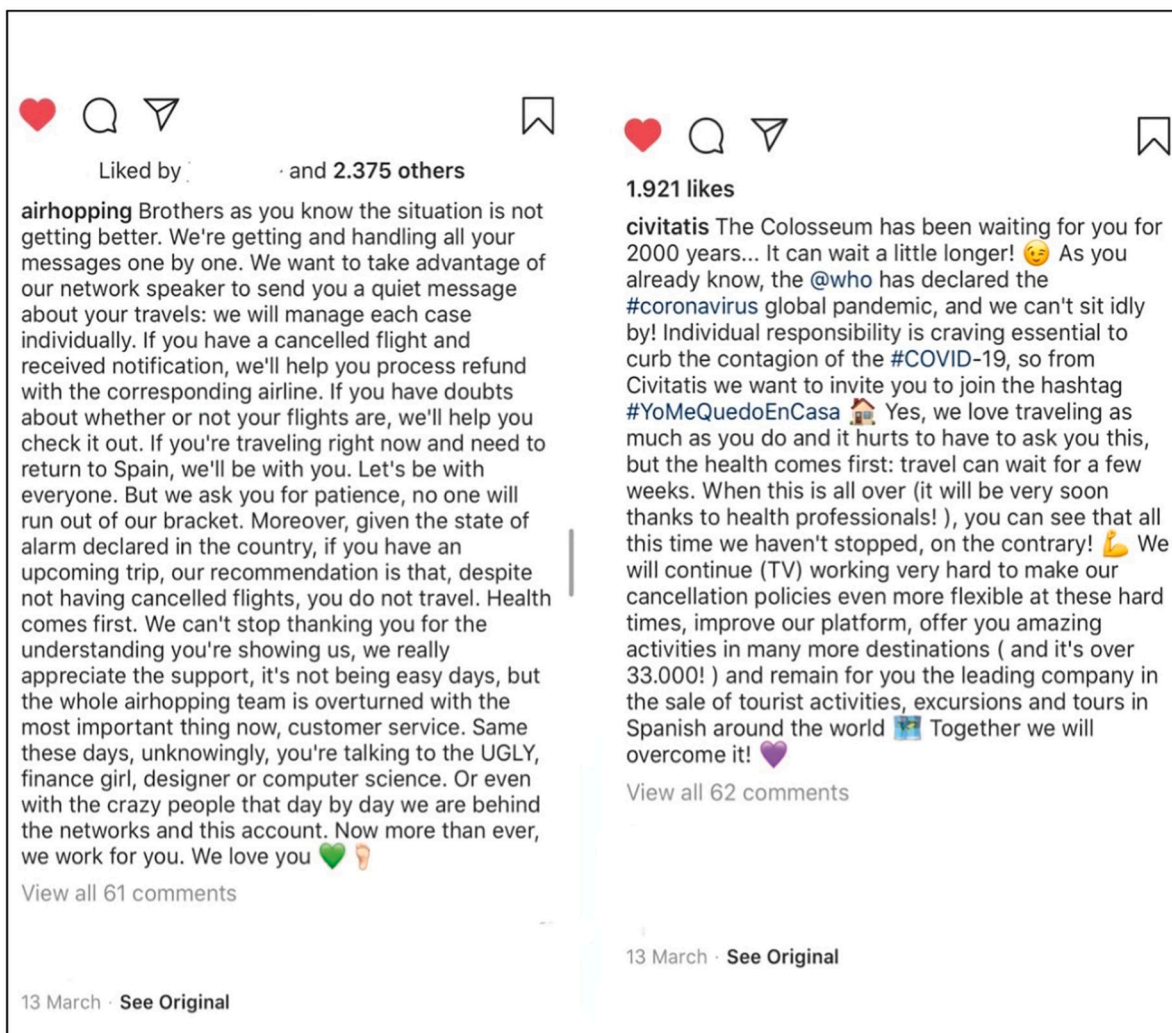 Liked by and 2.375 others
airhopping Brothers as you know the situation is not
getting better. We're getting and handling all your
messages one by one. We want to take advantage of
our network speaker to send you a quiet message
about your travels: we will manage each case
individually. If you have a cancelled flight and
received notification, we'll help you process refund
with the corresponding airline. If you have doubts
about whether or not your flights are, we'll help you
check it out. If you're traveling right now and need to
return to Spain, we'll be with you. Let's be with
everyone. But we ask you for patience, no one will
run out of our bracket. Moreover, given the state of
alarm declared in the country, if you have an
upcoming trip, our recommendation is that, despite
not having cancelled flights, you do not travel. Health
comes first. We can't stop thanking you for the
understanding you're showing us, we really
appreciate the support, it's not being easy days, but
the whole airhopping team is overturned with the
most important thing now, customer service. Same
these days, unknowingly, you're talking to the UGLY,
finance girl, designer or computer science. Or even
with the crazy people that day by day we are behind
the networks and this account. Now more than ever,
we work for you. We love you 💚 🦶
View all 61 comments
13 March · See Original
1.921 likes
civitatis The Colosseum has been waiting for you for
2000 years... It can wait a little longer! 😉 As you
already know, the @who has declared the
#coronavirus global pandemic, and we can't sit idly
by! Individual responsibility is craving essential to
curb the contagion of the #COVID-19, so from
Civitatis we want to invite you to join the hashtag
#YoMeQuedoEnCasa 🏠 Yes, we love traveling as
much as you do and it hurts to have to ask you this,
but the health comes first: travel can wait for a few
weeks. When this is all over (it will be very soon
thanks to health professionals! ), you can see that all
this time we haven't stopped, on the contrary! 💪 We
will continue (TV) working very hard to make our
cancellation policies even more flexible at these hard
times, improve our platform, offer you amazing
activities in many more destinations ( and it's over
33.000! ) and remain for you the leading company in
the sale of tourist activities, excursions and tours in
Spanish around the world 🗺️ Together we will
overcome it! 💜
View all 62 comments
13 March · See Original